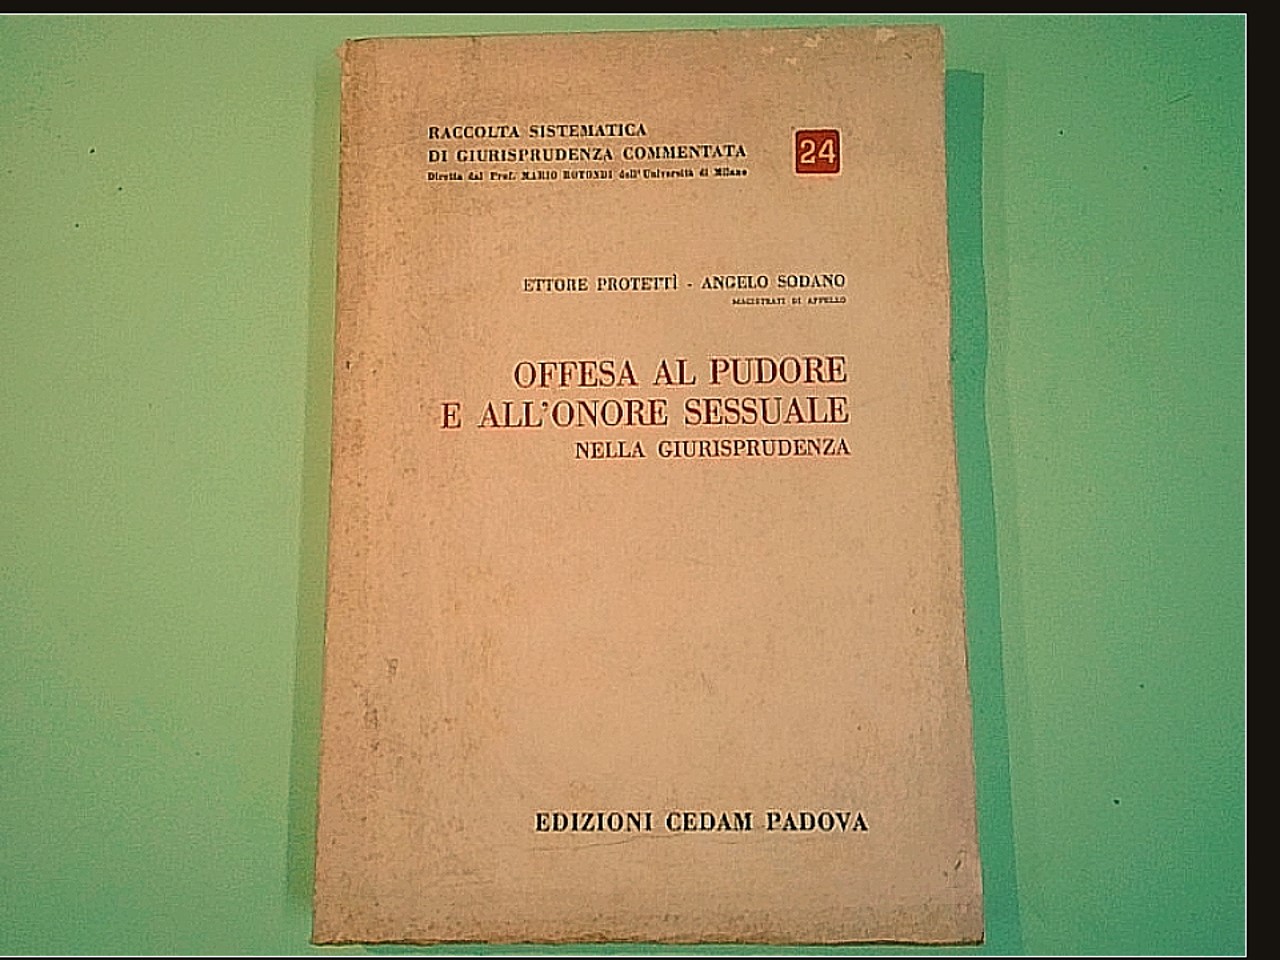 RACCOLTA SISTEMATICA
DI GIURISPRUDENZA COMMENTATA
Diretta dal Prof. MARIO ROTONDI dell'Università di Milano
24
ETTORE PROTETTÌ - ANGELO SODANO
MAGISTRATI DI APPELLO
OFFESA AL PUDORE
E ALL'ONORE SESSUALE
NELLA GIURISPRUDENZA
EDIZIONI CEDAM PADOVA